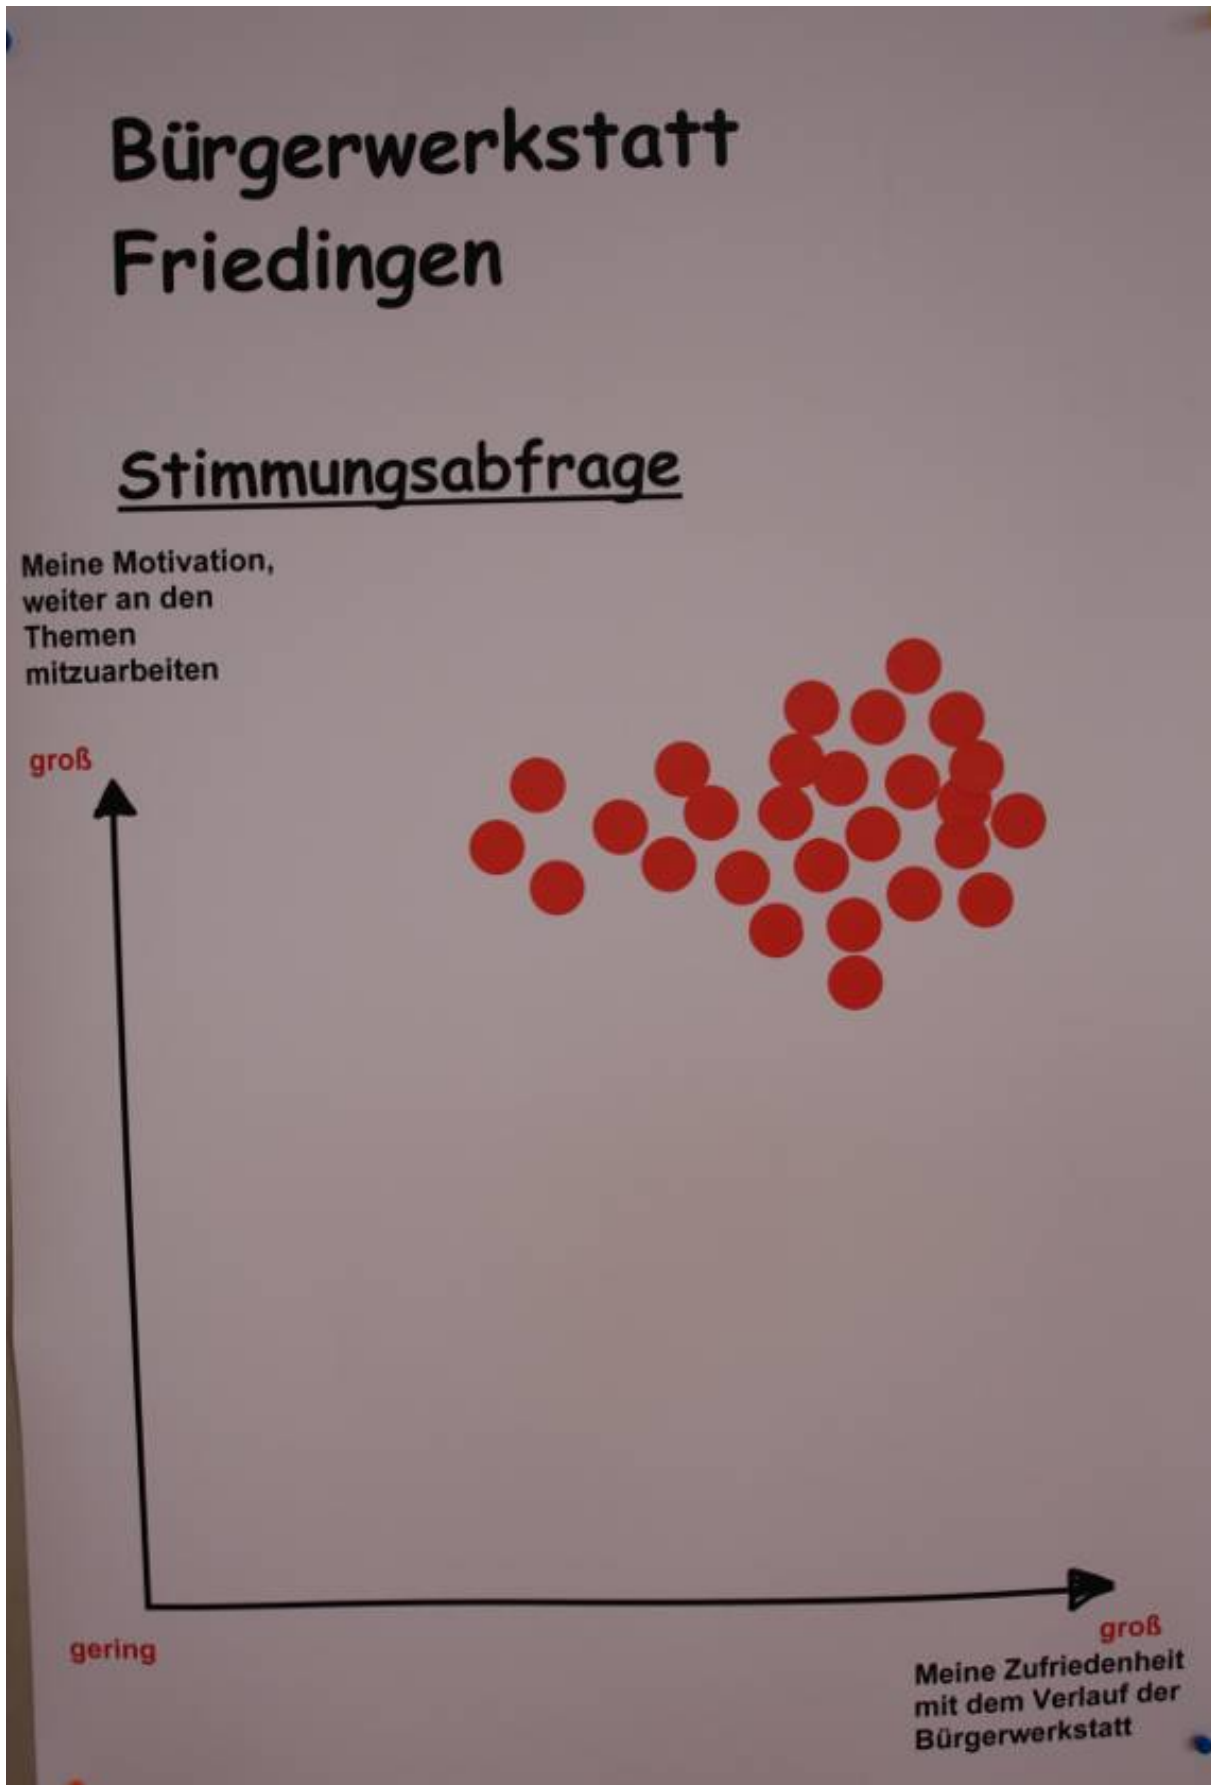 Bürgerwerkstatt
Friedingen
Stimmungsabfrage
Meine Motivation,
weiter an den
Themen
mitzuarbeiten
groß
gering
groß
Meine Zufriedenheit
mit dem Verlauf der
Bürgerwerkstatt